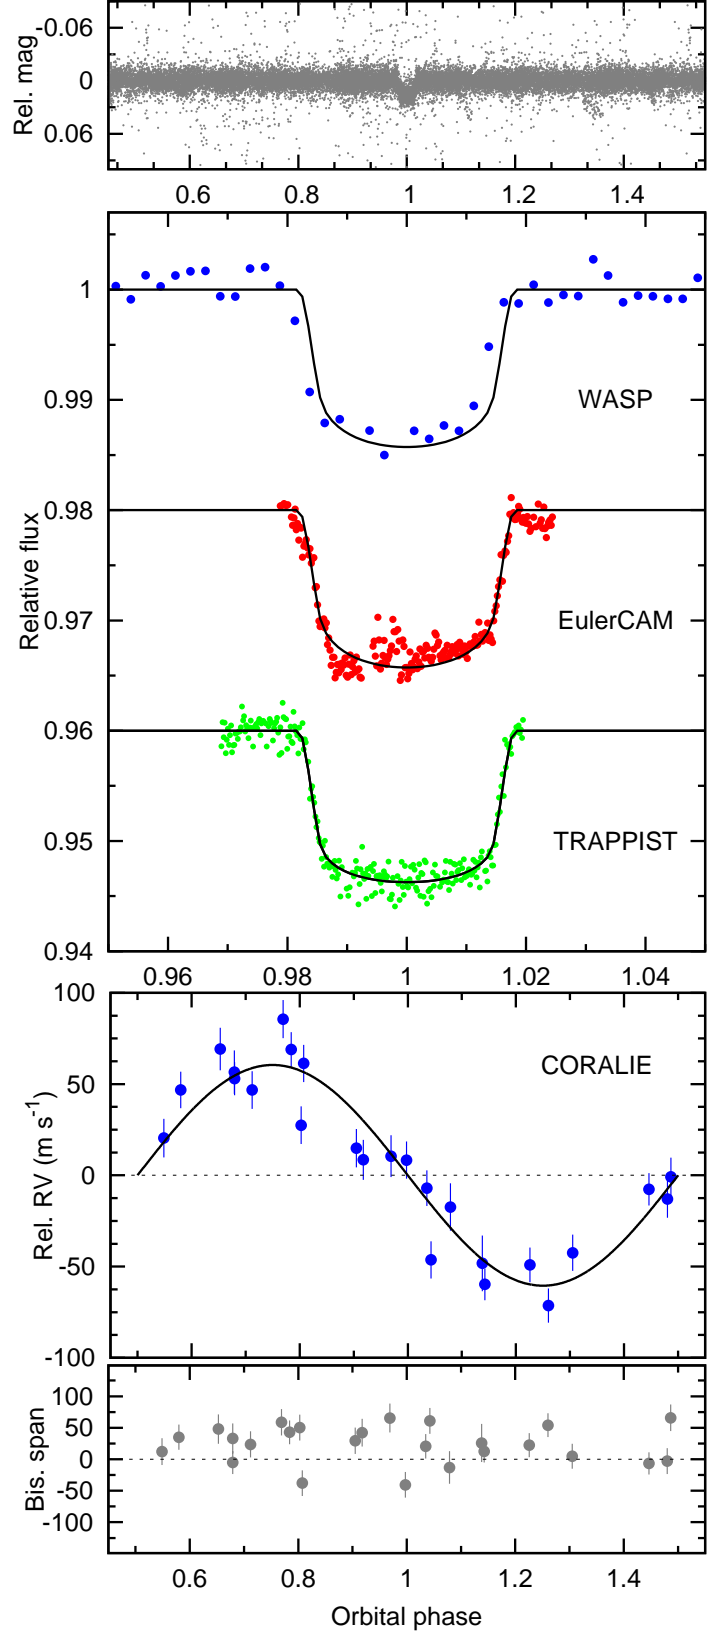 Rel. mag
-0.06
0
0.06
0.6 0.8 1 1.2 1.4
Relative flux
1
0.99
0.98
0.97
0.96
0.95
0.94
WASP
EulerCAM
TRAPPIST
0.96 0.98 1 1.02 1.04
Rel. RV (m s⁻¹)
100
50
0
-50
-100
CORALIE
Bis. span
100
50
0
-50
-100
0.6 0.8 1 1.2 1.4
Orbital phase